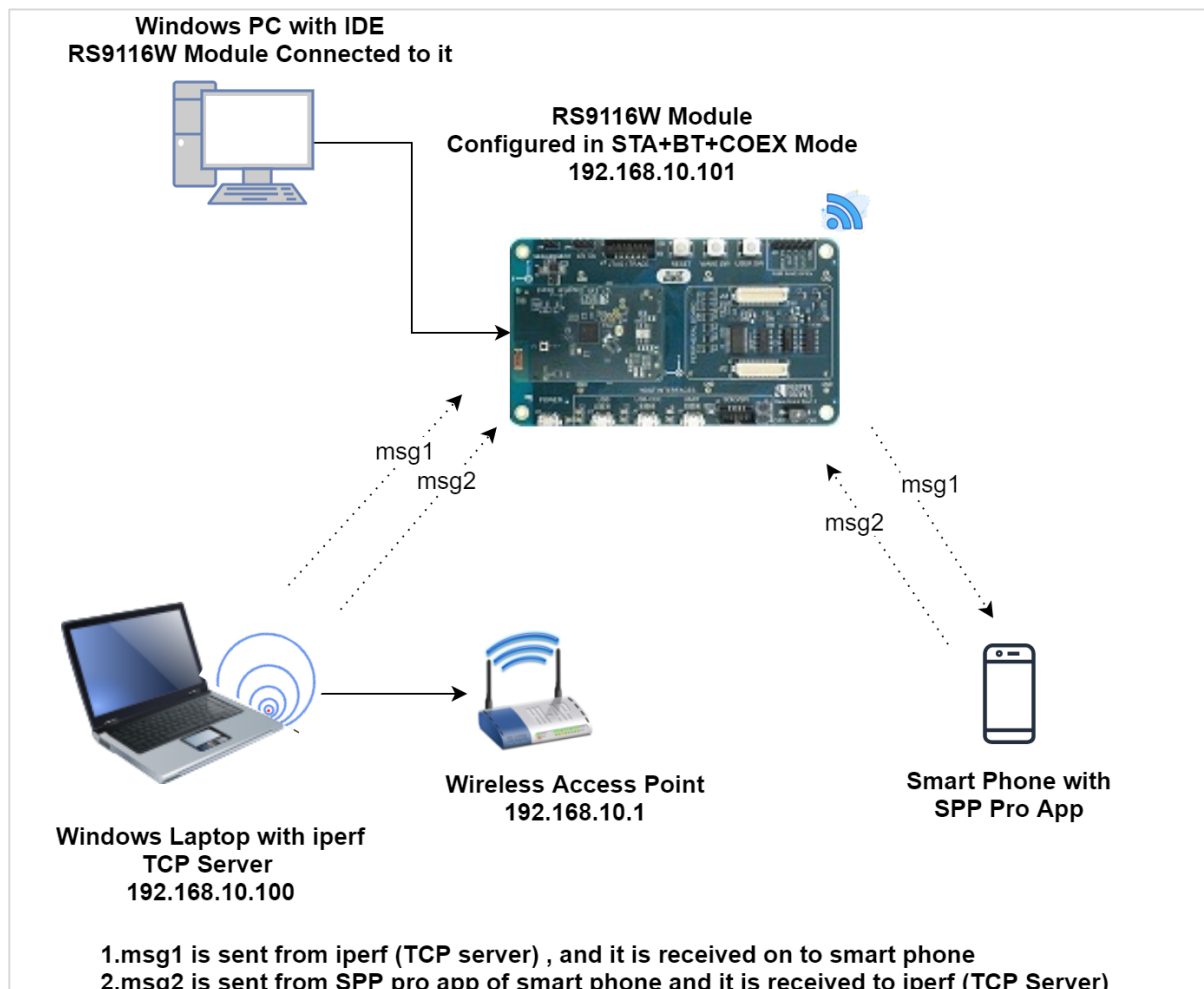 Windows PC with IDE
RS9116W Module Connected to it
RS9116W Module
Configured in STA+BT+COEX Mode
192.168.10.101
RESET
POWER
msg1
msg2
msg1
msg2
Wireless Access Point
192.168.10.1
Smart Phone with
SPP Pro App
Windows Laptop with iperf
TCP Server
192.168.10.100
1.msg1 is sent from iperf (TCP server) , and it is received on to smart phone
2.msg2 is sent from SPP pro app of smart phone and it is received to iperf (TCP Server)